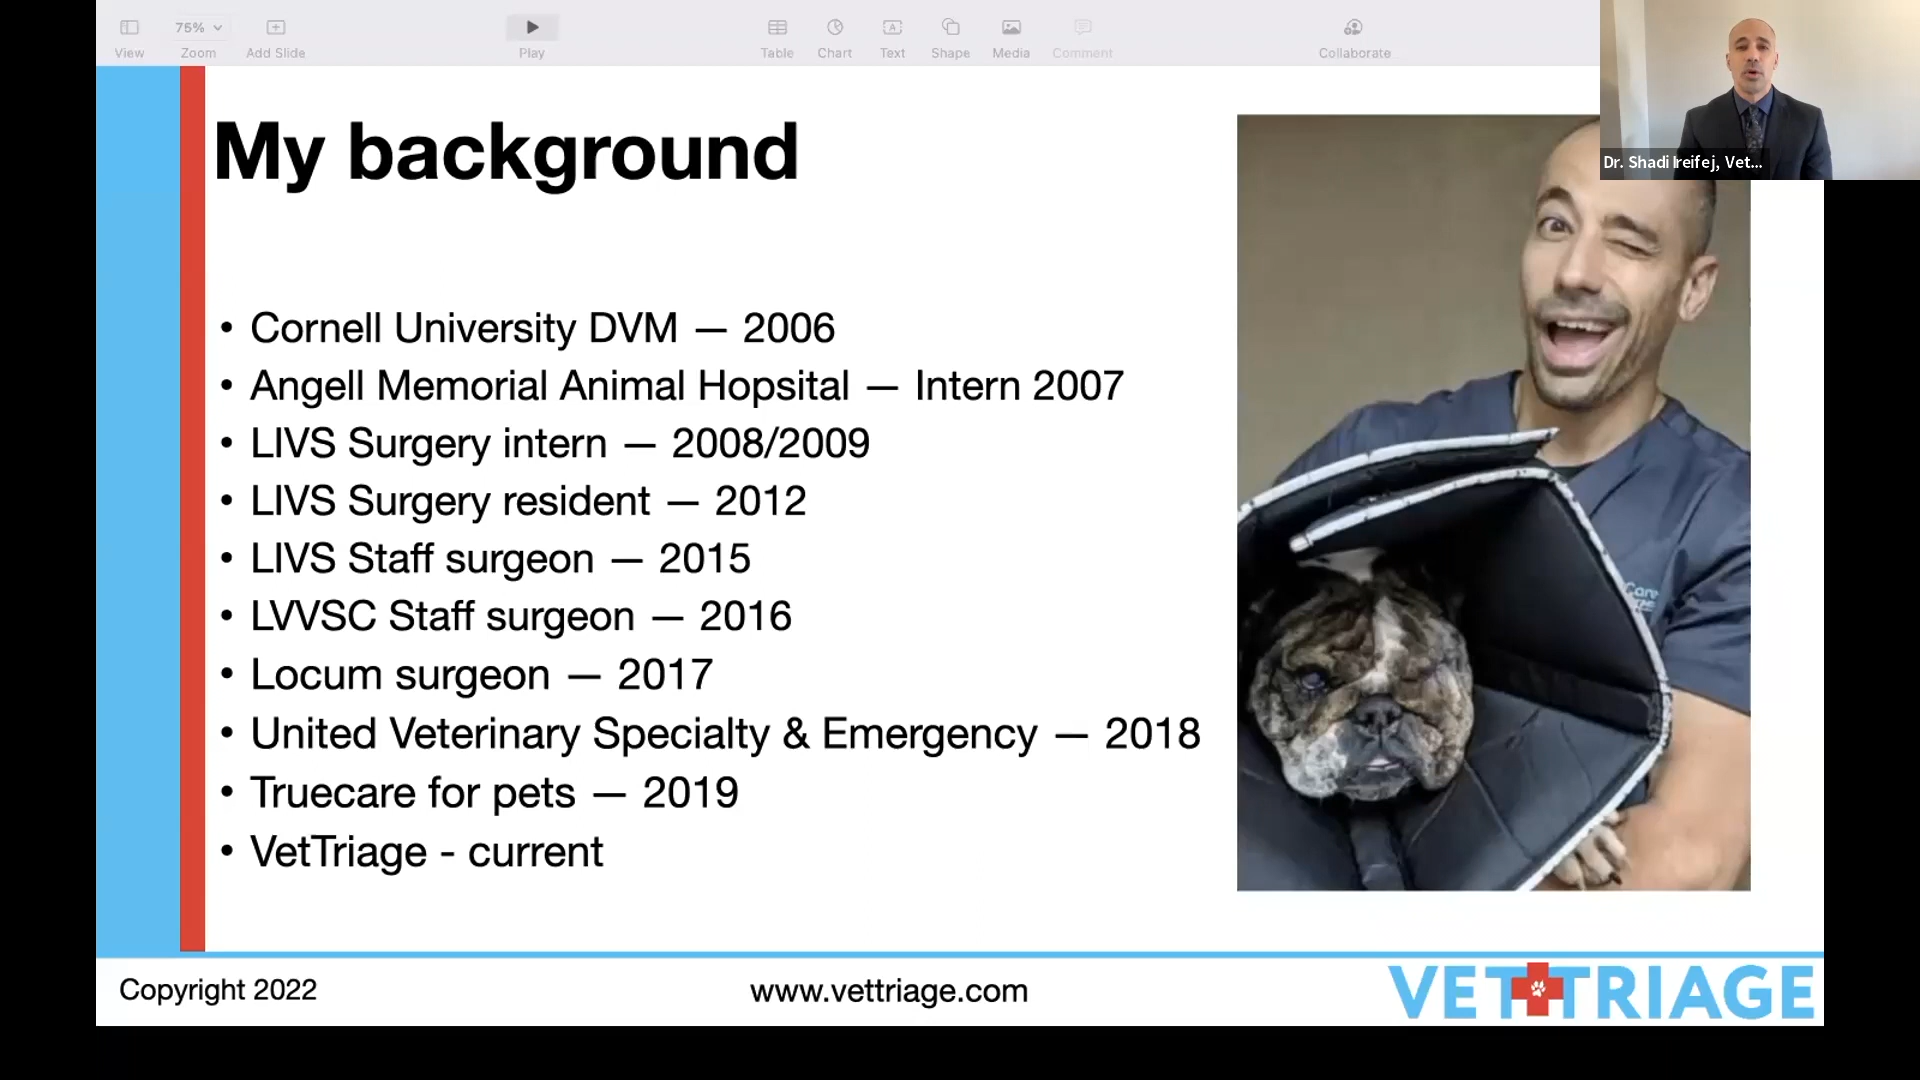 75%
View
Zoom
Add Slide
Play
Table
Chart
Text
Shape
Media
Comment
Collaborate
Dr. Shadi Ireifej, Vet...
My background
• Cornell University DVM — 2006
• Angell Memorial Animal Hopsital — Intern 2007
• LIVS Surgery intern — 2008/2009
• LIVS Surgery resident — 2012
• LIVS Staff surgeon — 2015
• LVVSC Staff surgeon — 2016
• Locum surgeon — 2017
• United Veterinary Specialty & Emergency — 2018
• Truecare for pets — 2019
• VetTriage - current
Care
Copyright 2022
www.vettriage.com
VETTRIAGE